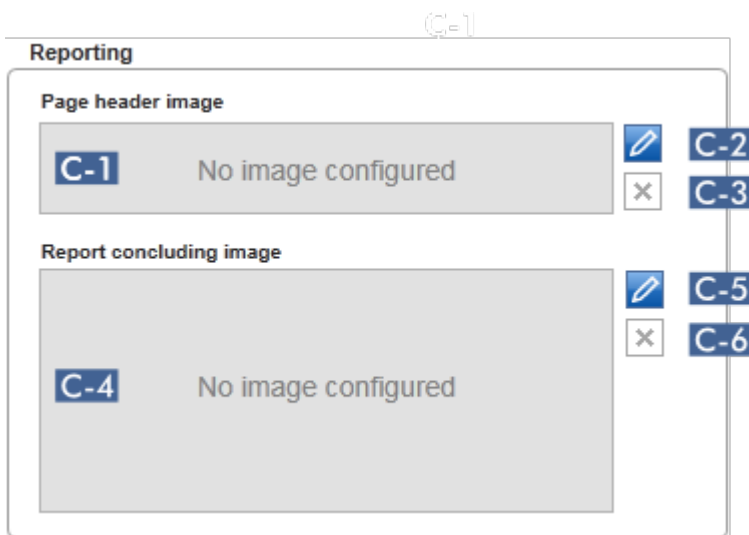 C-1
Reporting
Page header image
C-1 No image configured
C-2
C-3
Report concluding image
C-5
C-6
C-4 No image configured